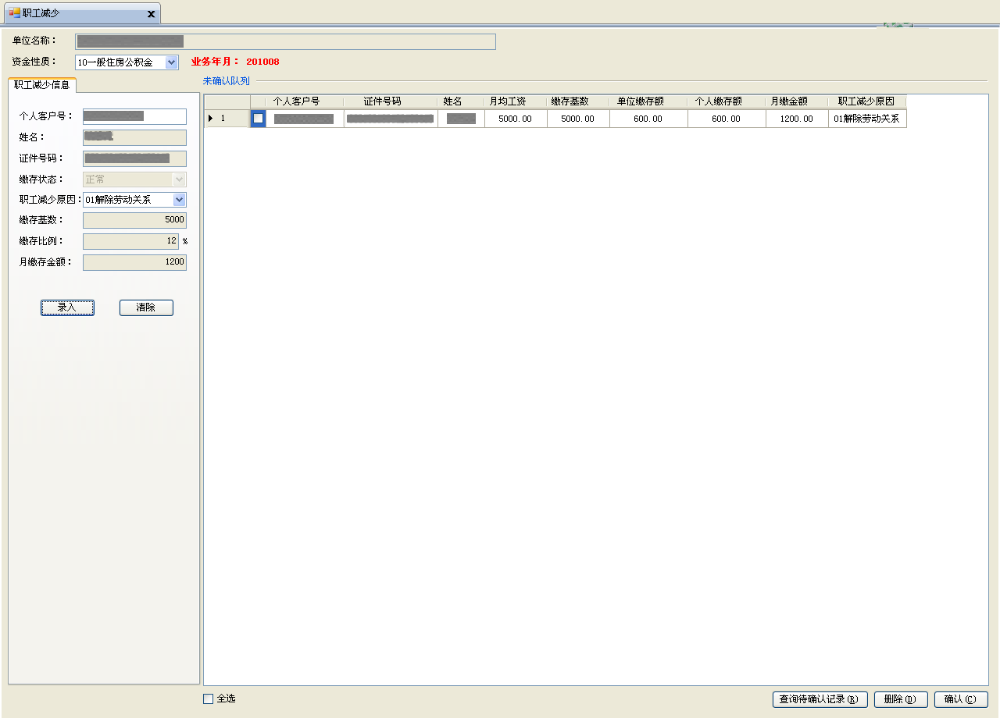 职工减少
单位名称：
资金性质： 10一般住房公积金 业务年月： 201008
职工减少信息
个人客户号：
姓名：
证件号码：
缴存状态： 正常
职工减少原因： 01解除劳动关系
缴存基数： 5000
缴存比例： 12 %
月缴存金额： 1200
录入 清除
未确认队列
个人客户号 证件号码 姓名 月均工资 缴存基数 单位缴存额 个人缴存额 月缴金额 职工减少原因
1 5000.00 5000.00 600.00 600.00 1200.00 01解除劳动关系
全选 查询待确认记录(R) 删除(D) 确认(C)